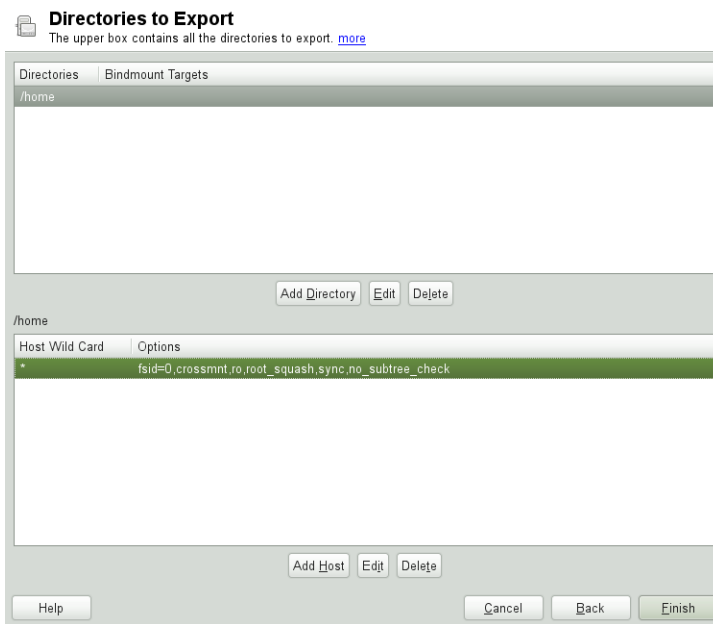 Directories to Export
The upper box contains all the directories to export. more
Directories Bindmount Targets
/home
Add Directory Edit Delete
/home
Host Wild Card Options
* fsid=0,crossmnt,ro,root_squash,sync,no_subtree_check
Add Host Edit Delete
Help Cancel Back Finish